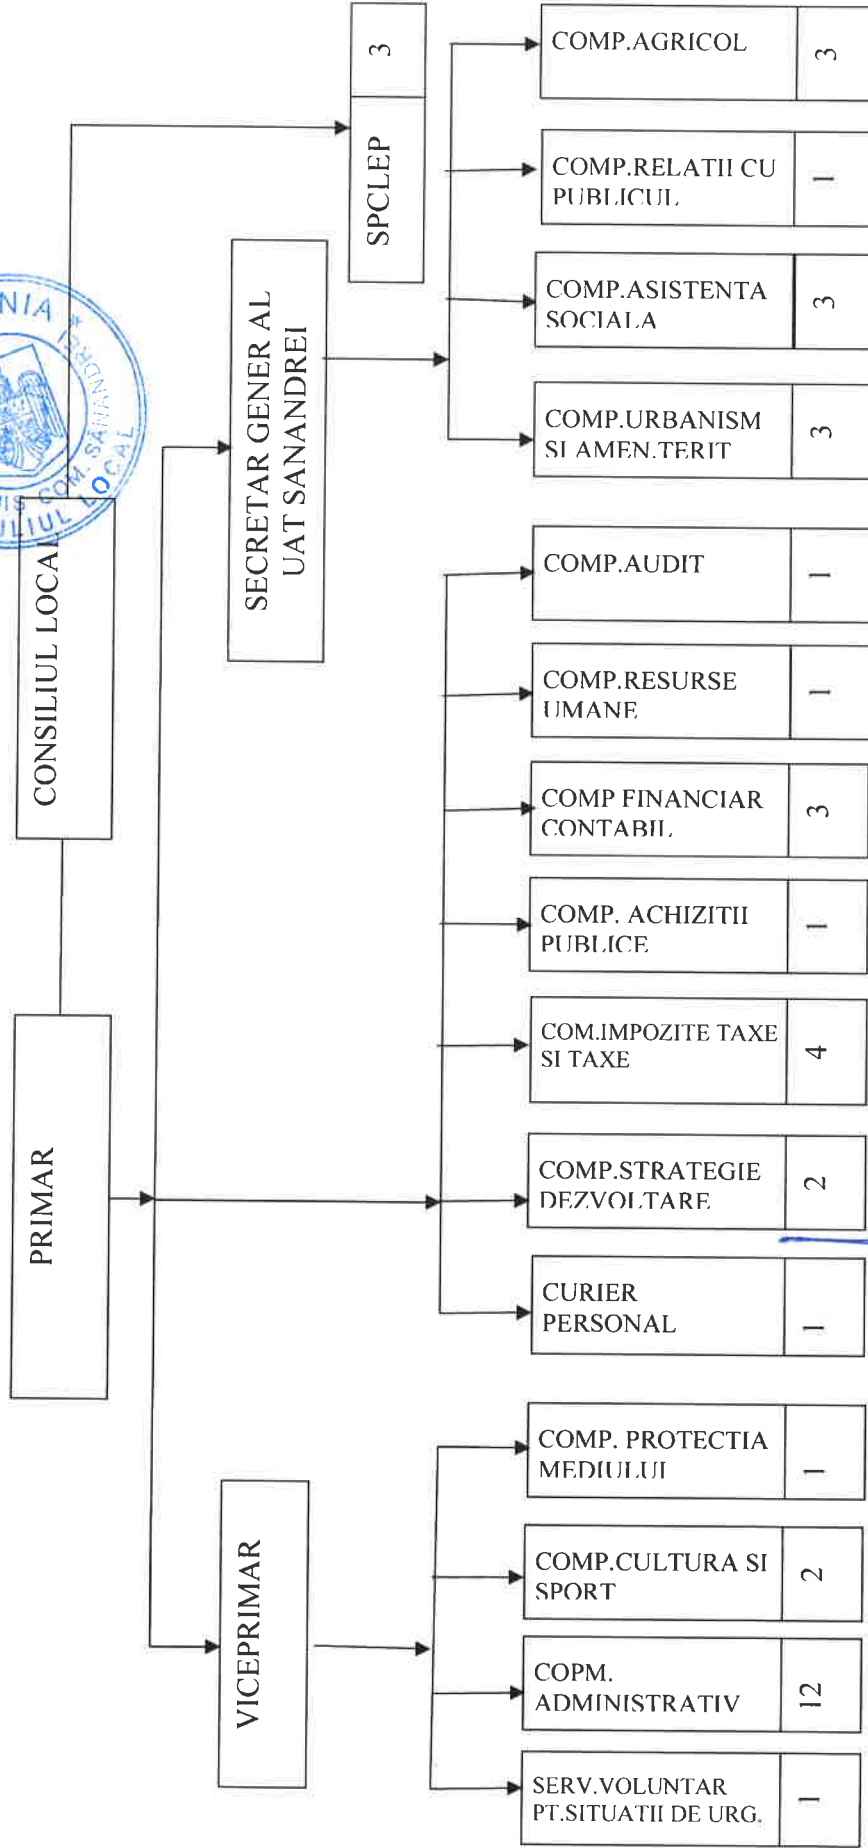 NIA *
COM. SANANDREI
LOCAL
CONSILIUL LOCAL
PRIMAR
SPCLEP
3
SECRETAR GENER AL
UAT SANANDREI
VICEPRIMAR
COMP.AGRICOL
3
COMP.RELATII CU
PUBLICUL
1
COMP.ASISTENTA
SOCIALA
3
COMP.URBANISM
SI AMEN.TERIT
3
COMP.AUDIT
1
COMP.RESURSE
UMANE
1
COMP FINANCIAR
CONTABIL
3
COMP. ACHIZITII
PUBLICE
1
COM.IMPOZITE TAXE
SI TAXE
4
COMP.STRATEGIE
DEZVOLTARE
2
CURIER
PERSONAL
1
COMP. PROTECTIA
MEDIULUI
1
COMP.CULTURA SI
SPORT
2
COPM.
ADMINISTRATIV
12
SERV.VOLUNTAR
PT.SITUATII DE URG.
1